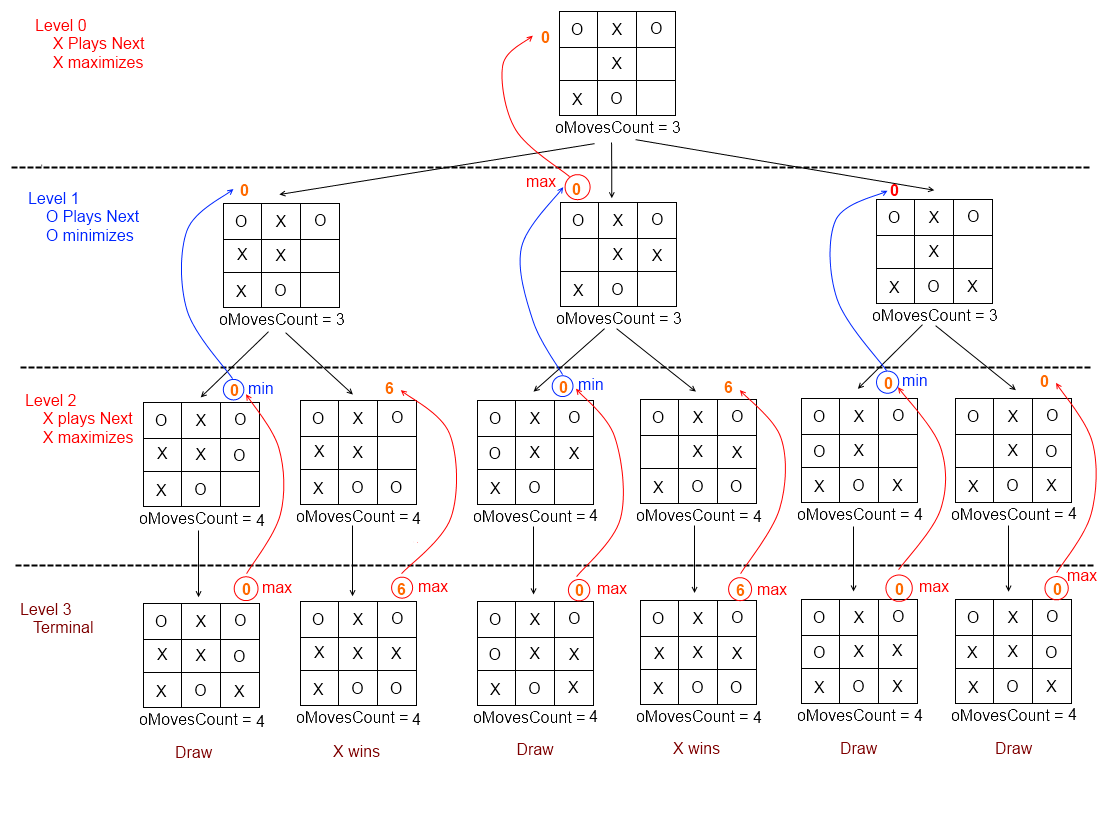 Level 0
X Plays Next
X maximizes
0
O X O
X
X O
oMovesCount = 3
max 0
Level 1
O Plays Next
O minimizes
0 0
O X O O X O O X O
X X X X X
X O X O X O X
oMovesCount = 3 oMovesCount = 3 oMovesCount = 3
Level 2
X plays Next
X maximizes
0 min 6 0 min 6 0 min 0
O X O O X O O X O O X O O X O O X O
X X O X X O X X X X O X X O
X O X O O X O X O O X O X X O X
oMovesCount = 4 oMovesCount = 4 oMovesCount = 4 oMovesCount = 4 oMovesCount = 4 oMovesCount = 4
Level 3
Terminal
0 max 6 max 0 max 6 max 0 max 0 max
O X O O X O O X O O X O O X O O X O
X X O X X X O X X X X X O X X X X O
X O X X O O X O X X O O X O X X O X
oMovesCount = 4 oMovesCount = 4 oMovesCount = 4 oMovesCount = 4 oMovesCount = 4 oMovesCount = 4
Draw X wins Draw X wins Draw Draw